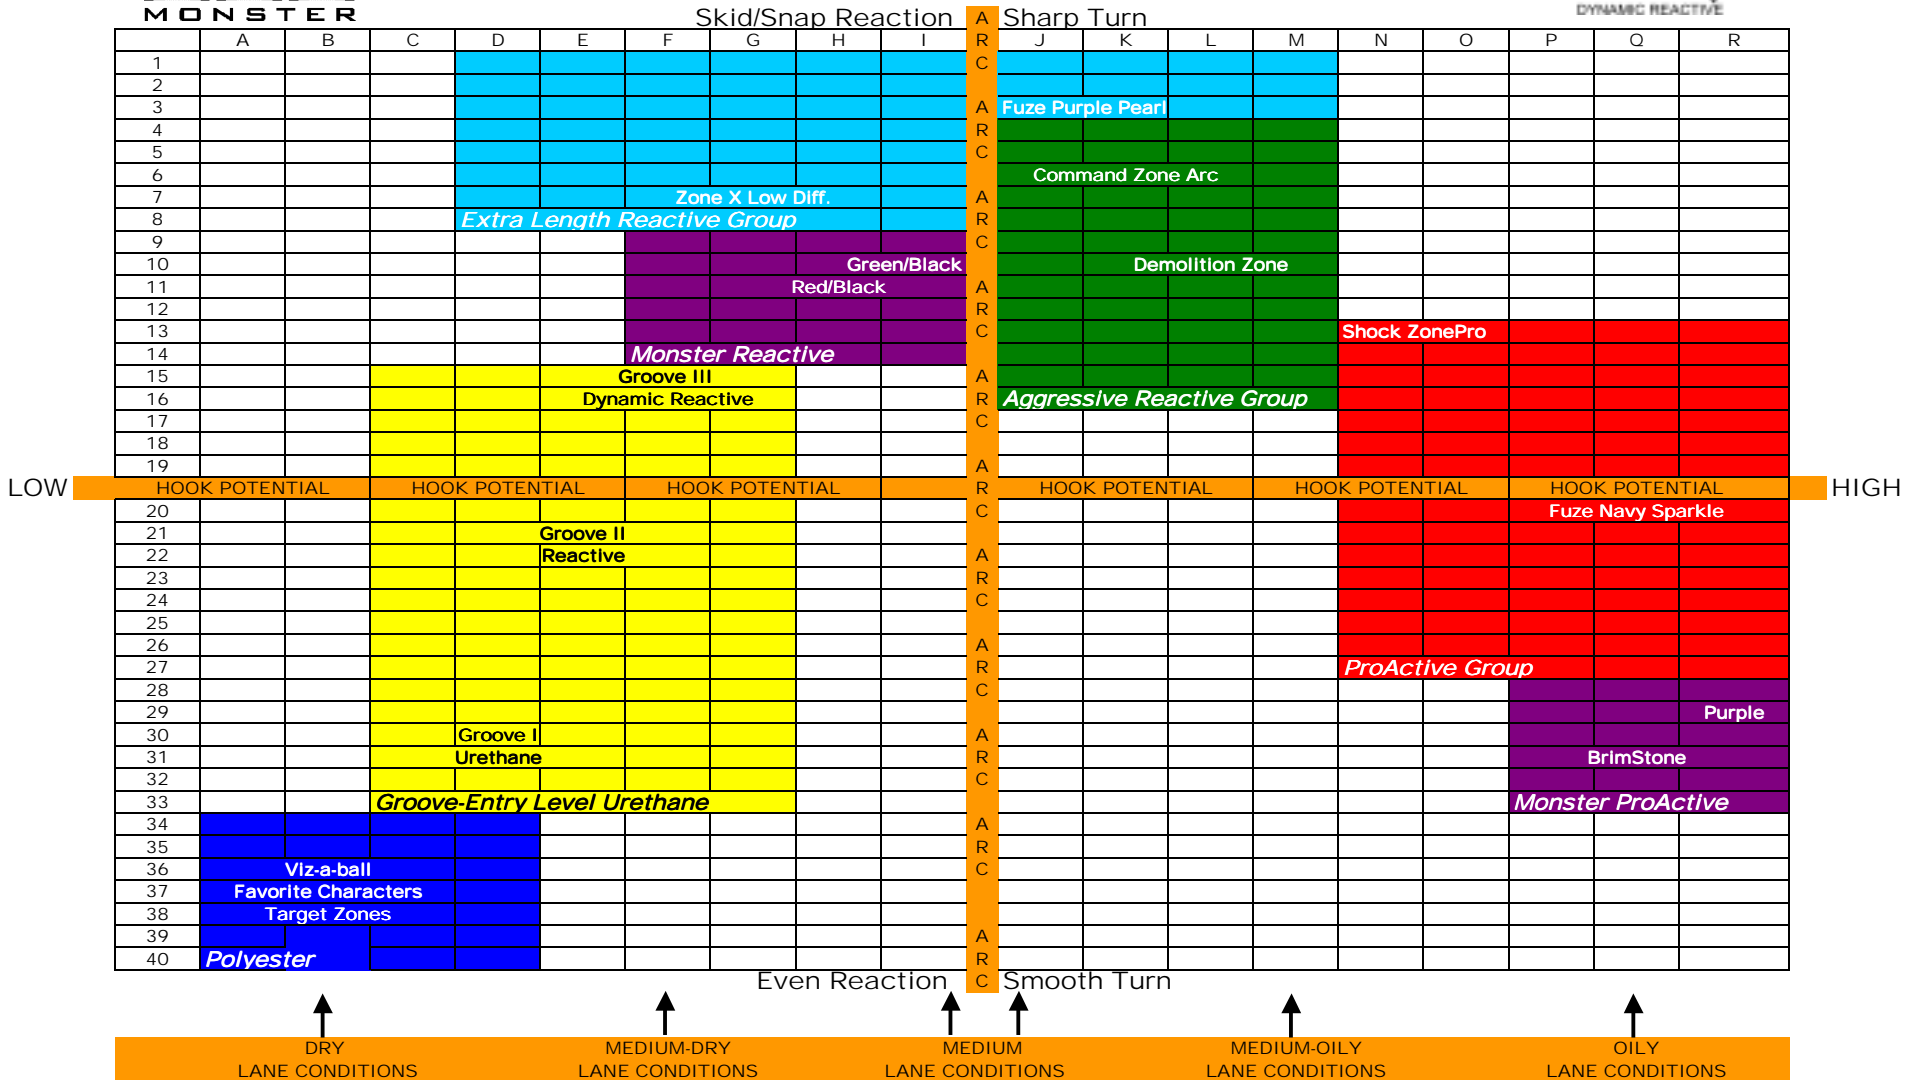 MONSTER
DYNAMIC REACTIVE
Skid/Snap Reaction A Sharp Turn
A B C D E F G H I R J K L M N O P Q R
1 C
2
3 A Fuze Purple Pearl
4 R
5 C
6 Command Zone Arc
7 Zone X Low Diff. A
8 Extra Length Reactive Group R
9 C
10 Green/Black Demolition Zone
11 Red/Black A
12 R
13 C Shock ZonePro
14 Monster Reactive
15 Groove III A
16 Dynamic Reactive R Aggressive Reactive Group
17 C
18
19 A
LOW HOOK POTENTIAL HOOK POTENTIAL HOOK POTENTIAL R HOOK POTENTIAL HOOK POTENTIAL HOOK POTENTIAL HIGH
20 C Fuze Navy Sparkle
21 Groove II
22 Reactive A
23 R
24 C
25
26 A
27 R ProActive Group
28 C
29 Purple
30 Groove I A
31 Urethane R BrimStone
32 C
33 Groove-Entry Level Urethane Monster ProActive
34 A
35 R
36 Viz-a-ball C
37 Favorite Characters
38 Target Zones
39 A
40 Polyester R
Even Reaction C Smooth Turn
DRY MEDIUM-DRY MEDIUM MEDIUM-OILY OILY
LANE CONDITIONS LANE CONDITIONS LANE CONDITIONS LANE CONDITIONS LANE CONDITIONS